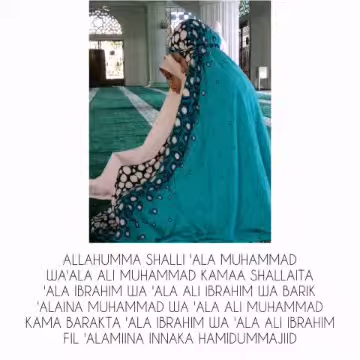 ALLAHUMMA SHALLI 'ALA MUHAMMAD
WA'ALA ALI MUHAMMAD KAMAA SHALLAITA
'ALA IBRAHIM WA 'ALA ALI IBRAHIM WA BARIK
'ALAINA MUHAMMAD WA 'ALA ALI MUHAMMAD
KAMA BARAKTA 'ALA IBRAHIM WA 'ALA ALI IBRAHIM
FIL 'ALAMIINA INNAKA HAMIDUMMAJIID